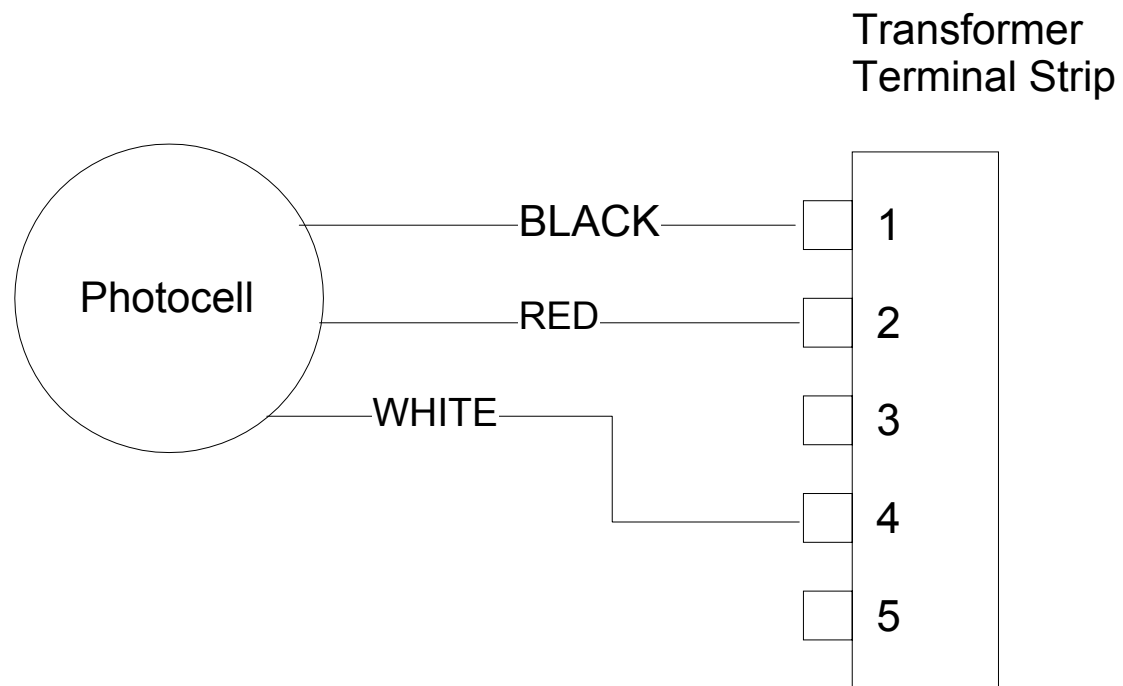 Transformer
Terminal Strip
BLACK
1
Photocell
RED
2
WHITE
3
4
5